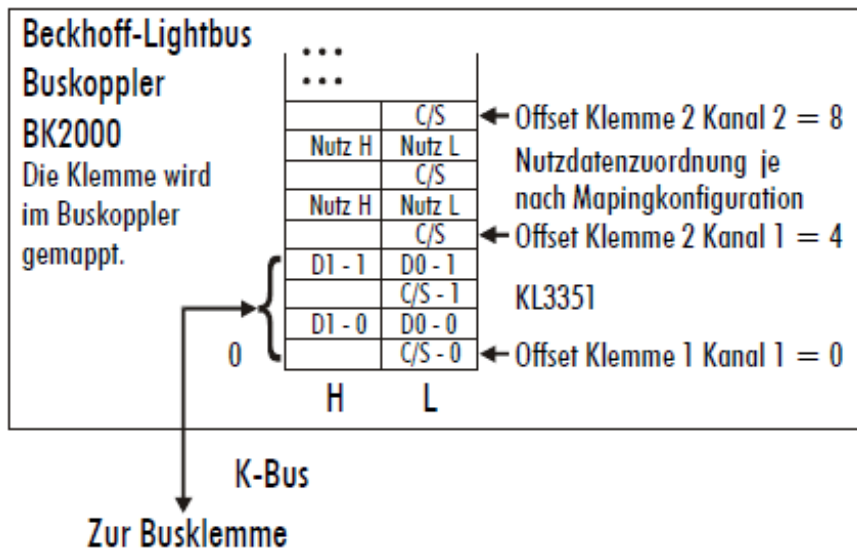 Beckhoff-Lightbus
Buskoppler
BK2000
Die Klemme wird
im Buskoppler
gemappt.
...
...
C/S
Offset Klemme 2 Kanal 2 = 8
Nutz H Nutz L
Nutzdatenzuordnung je
C/S
nach Mapingkonfiguration
Nutz H Nutz L
C/S
Offset Klemme 2 Kanal 1 = 4
D1 - 1 D0 - 1
C/S - 1
KL3351
D1 - 0 D0 - 0
0
C/S - 0
Offset Klemme 1 Kanal 1 = 0
H L
K-Bus
Zur Busklemme